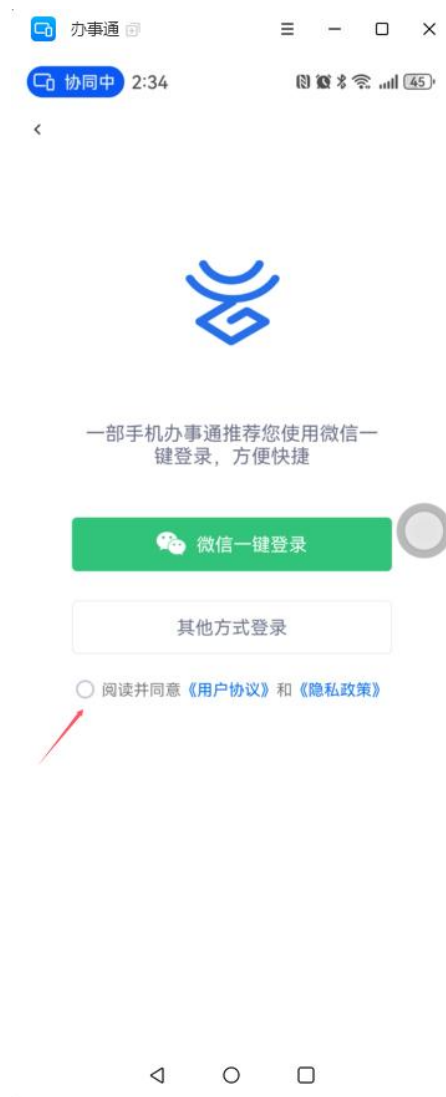 办事通
协同中 2:34
45
一部手机办事通推荐您使用微信一
键登录，方便快捷
微信一键登录
其他方式登录
阅读并同意《用户协议》和《隐私政策》